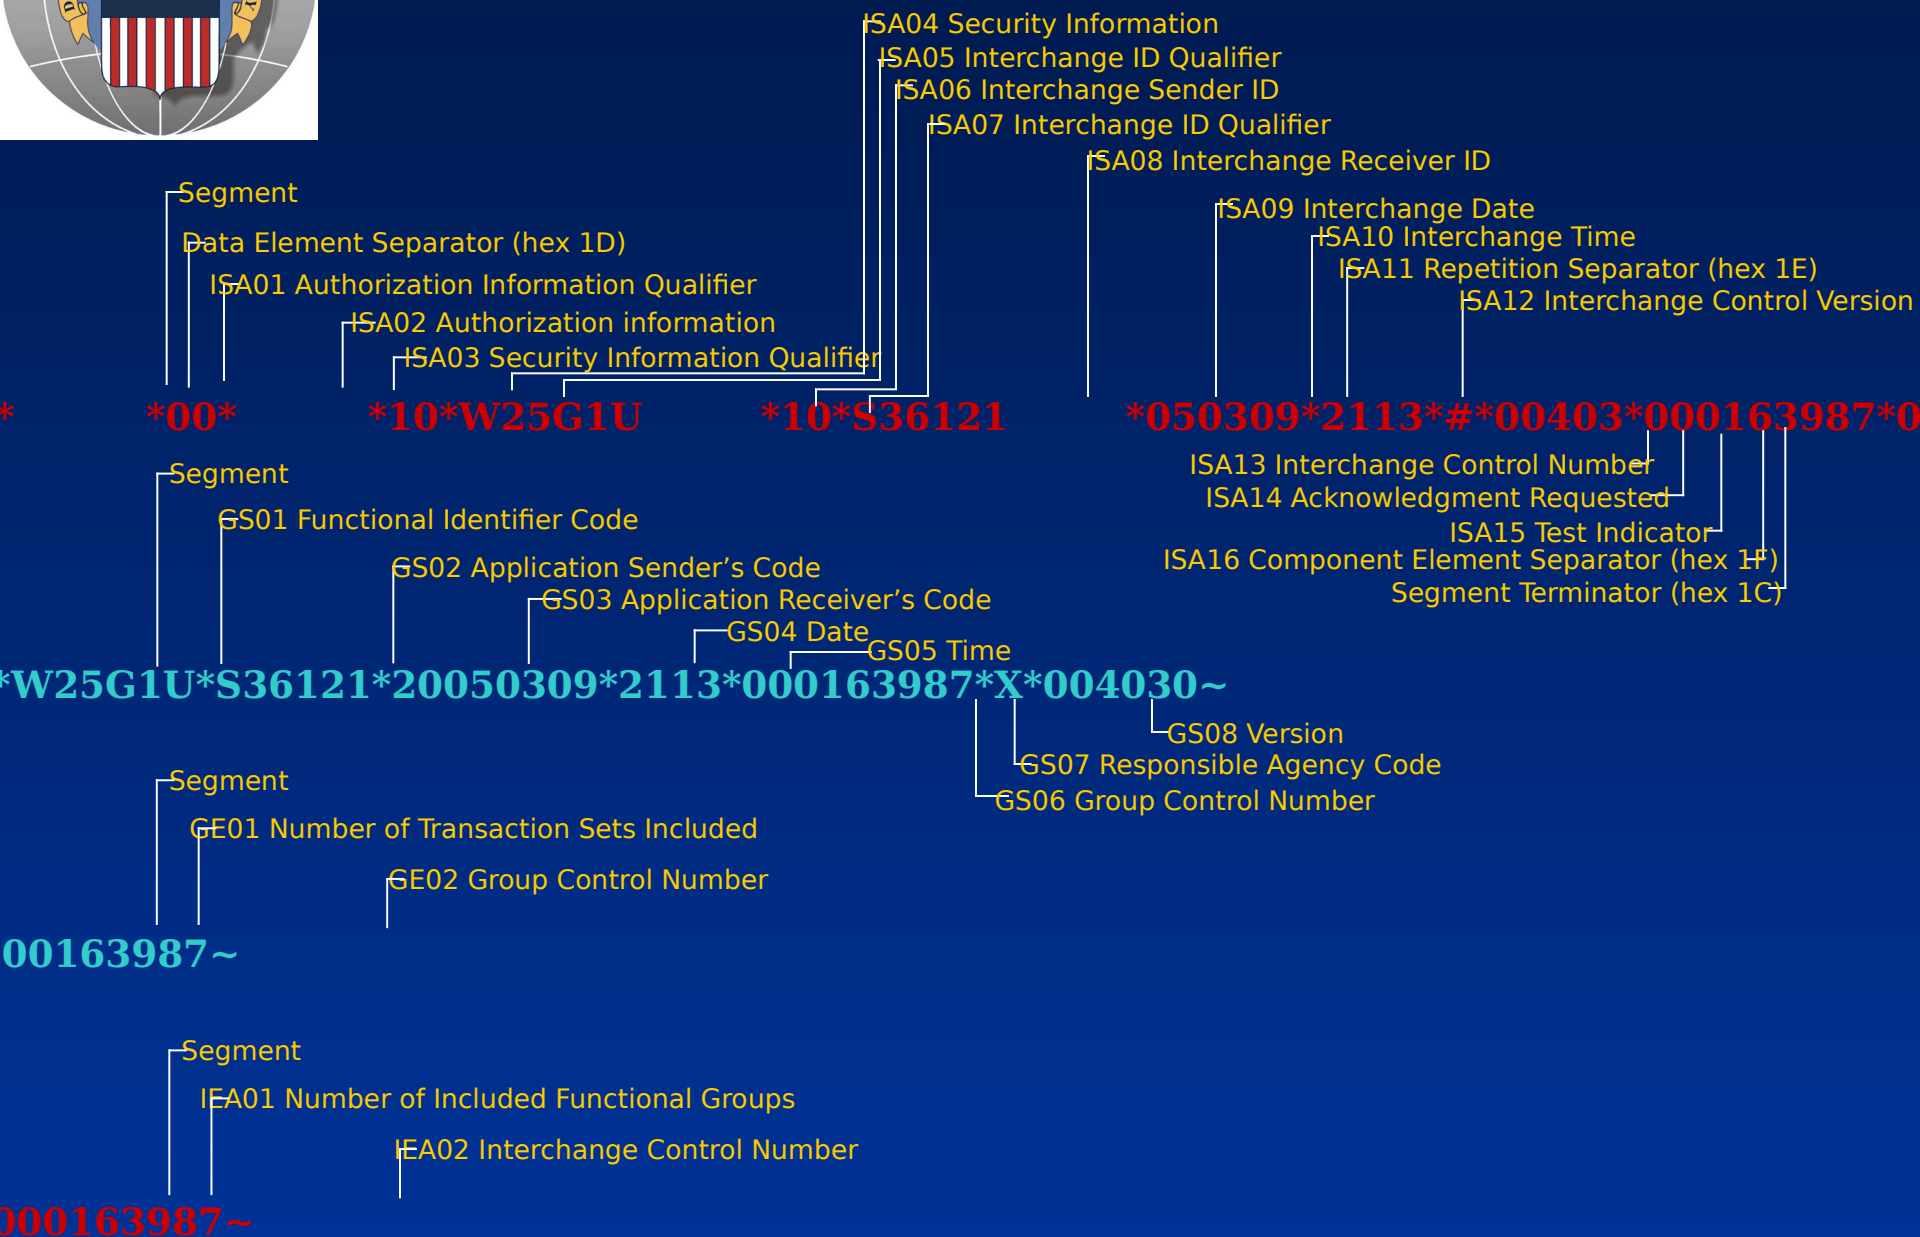 D Y
ISA04 Security Information
ISA05 Interchange ID Qualifier
ISA06 Interchange Sender ID
ISA07 Interchange ID Qualifier
ISA08 Interchange Receiver ID
Segment
ISA09 Interchange Date
Data Element Separator (hex 1D)
ISA10 Interchange Time
ISA11 Repetition Separator (hex 1E)
ISA01 Authorization Information Qualifier
ISA12 Interchange Control Version
ISA02 Authorization information
ISA03 Security Information Qualifier
* *00* *10*W25G1U *10*S36121 *050309*2113*#*00403*000163987*0
ISA13 Interchange Control Number
Segment
ISA14 Acknowledgment Requested
GS01 Functional Identifier Code
ISA15 Test Indicator
ISA16 Component Element Separator (hex 1F)
GS02 Application Sender’s Code
Segment Terminator (hex 1C)
GS03 Application Receiver’s Code
GS04 Date
GS05 Time
*W25G1U*S36121*20050309*2113*000163987*X*004030~
GS08 Version
GS07 Responsible Agency Code
Segment
GS06 Group Control Number
GE01 Number of Transaction Sets Included
GE02 Group Control Number
00163987~
Segment
IEA01 Number of Included Functional Groups
IEA02 Interchange Control Number
000163987~